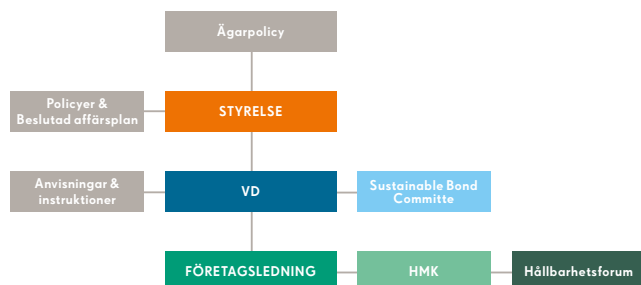 Ägarpolicy
Policyer &
Beslutad affärsplan
STYRELSE
Anvisningar &
instruktioner
VD
Sustainable Bond
Committe
FÖRETAGSLEDNING
HMK
Hållbarhetsforum